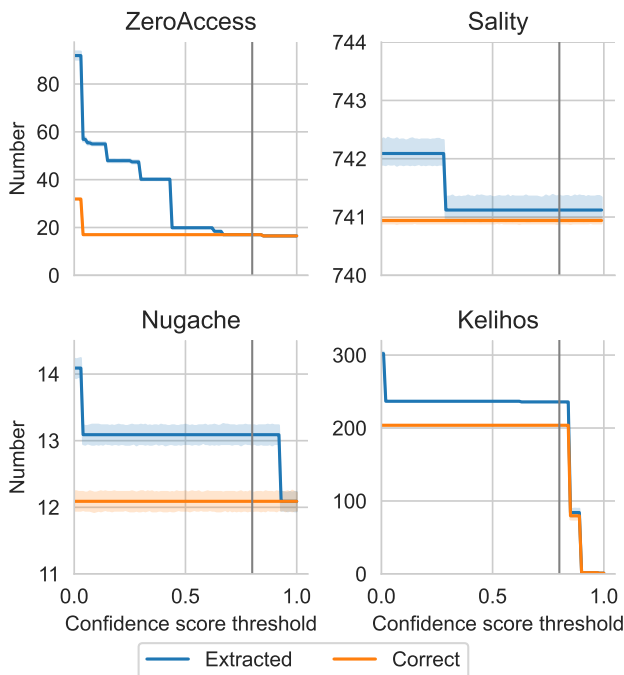 ZeroAccess
Sality
Number
80
60
40
20
0
744
743
742
741
740
Nugache
Kelihos
Number
14
13
12
11
300
200
100
0
0.0 0.5 1.0
0.0 0.5 1.0
Confidence score threshold
Confidence score threshold
Extracted
Correct